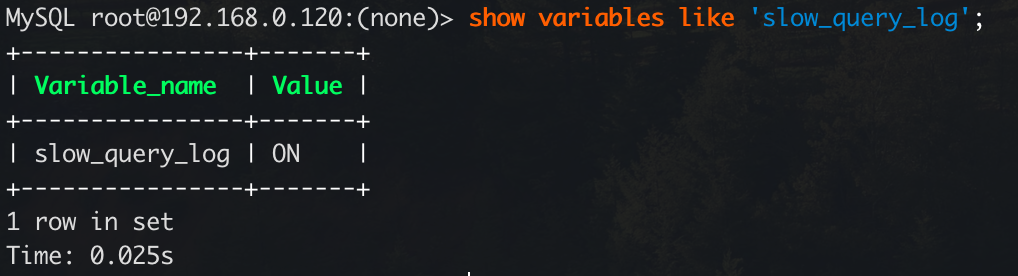 MySQL root@192.168.0.120:(none)> show variables like 'slow_query_log';
+----------------+-------+
| Variable_name  | Value |
+----------------+-------+
| slow_query_log | ON    |
+----------------+-------+
1 row in set
Time: 0.025s